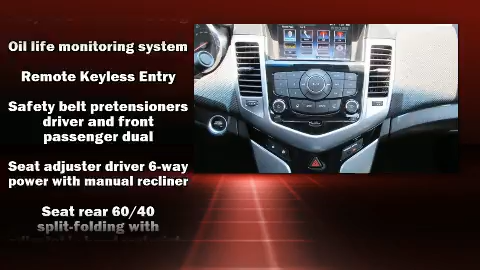 Oil life monitoring system
Remote Keyless Entry
Safety belt pretensioners
driver and front
passenger dual
Seat adjuster driver 6-way
power with manual recliner
Seat rear 60/40
split-folding with